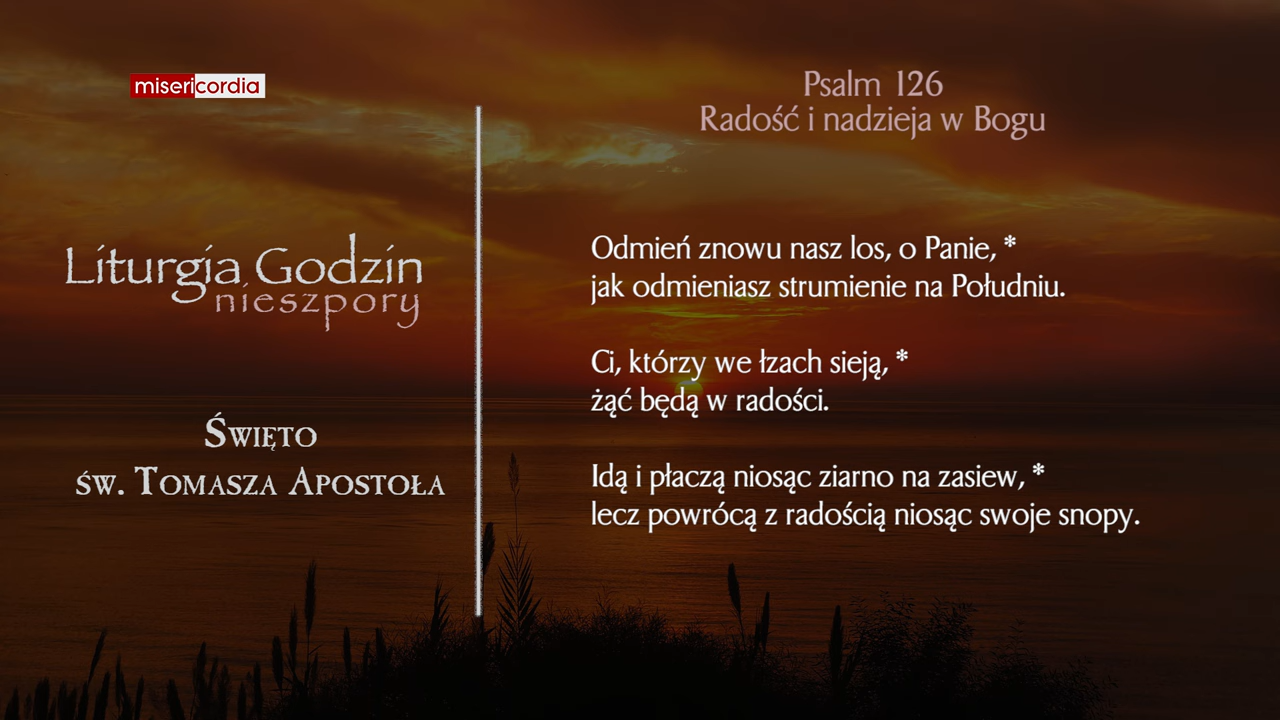 misericordia
Liturgia Godzin
nieszpory
Święto
św. Tomasza Apostoła
Psalm 126
Radość i nadzieja w Bogu
Odmień znowu nasz los, o Panie, *
jak odmieniasz strumienie na Południu.
Ci, którzy we łzach sieją, *
żąć będą w radości.
Idą i płaczą niosąc ziarno na zasiew, *
lecz powrócą z radością niosąc swoje snopy.